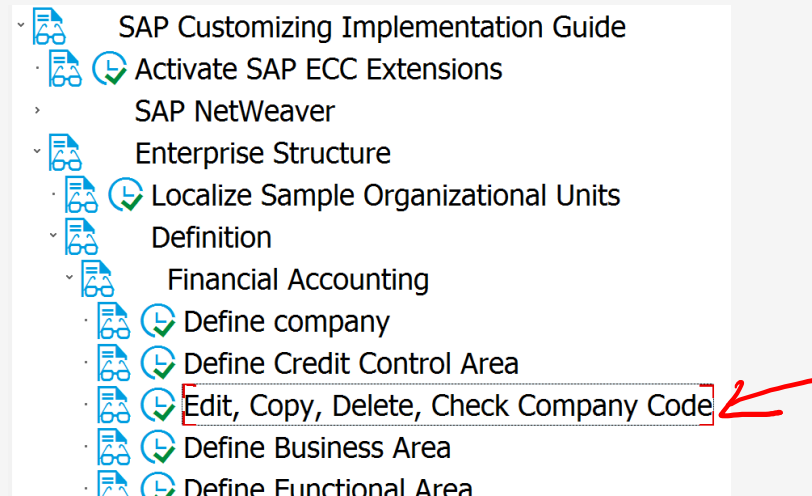 SAP Customizing Implementation Guide
Activate SAP ECC Extensions
SAP NetWeaver
Enterprise Structure
Localize Sample Organizational Units
Definition
Financial Accounting
Define company
Define Credit Control Area
Edit, Copy, Delete, Check Company Code
Define Business Area
Define Functional Area